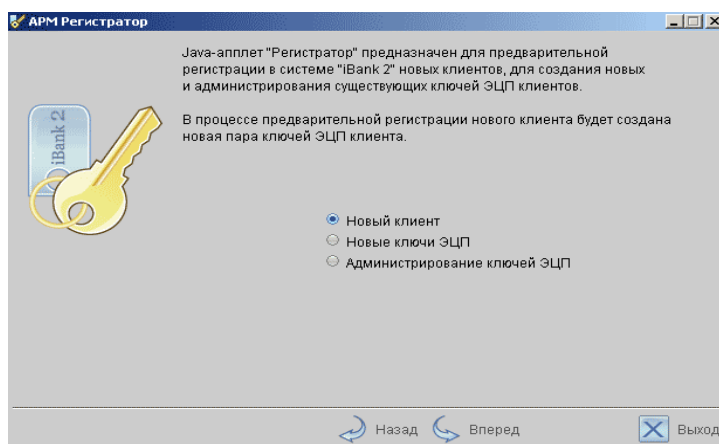 АРМ Регистратор
Java-апплет "Регистратор" предназначен для предварительной
регистрации в системе "iBank 2" новых клиентов, для создания новых
и администрирования существующих ключей ЭЦП клиентов.
В процессе предварительной регистрации нового клиента будет создана
новая пара ключей ЭЦП клиента.
iBank 2
Новый клиент
Новые ключи ЭЦП
Администрирование ключей ЭЦП
Назад
Вперед
Выход